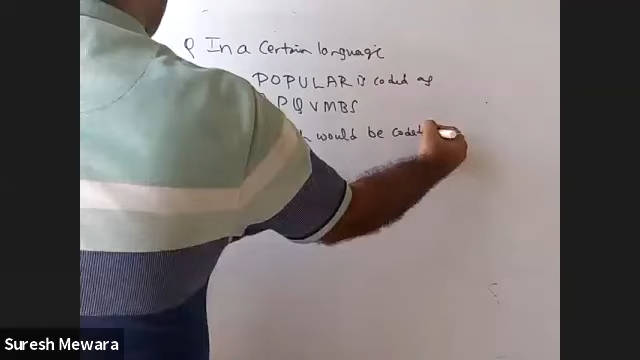 Q In a Certain language
POPULAR is coded as
PQVMBS
would be coded
Suresh Mewara